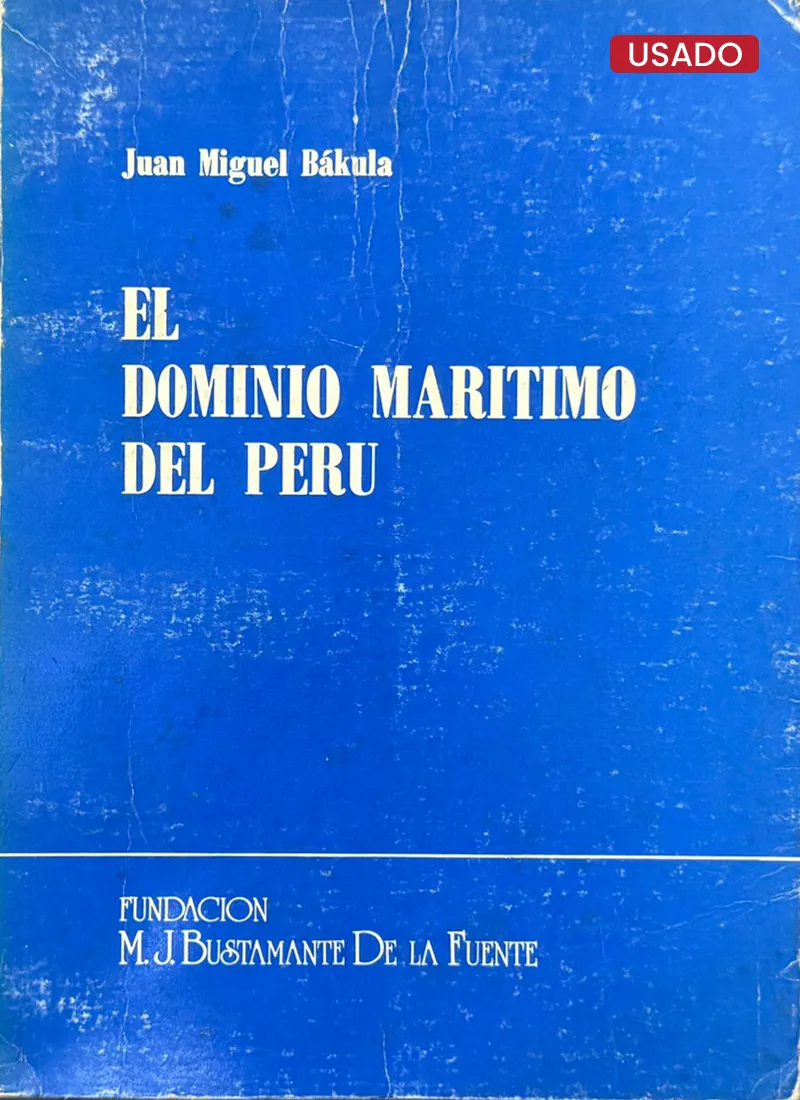 USADO
Juan Miguel Bákula
EL
DOMINIO MARITIMO
DEL PERU
FUNDACION
M. J. BUSTAMANTE DE LA FUENTE